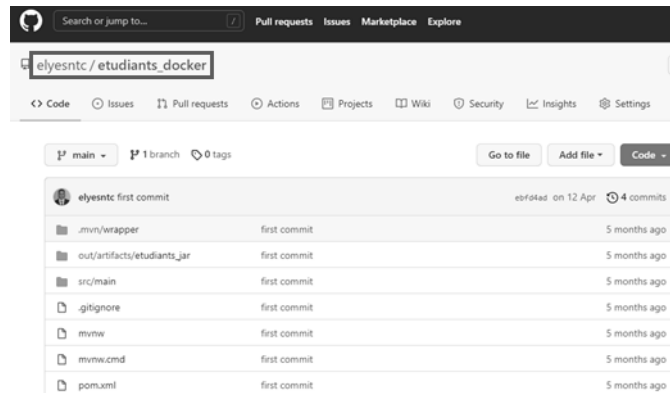 Search or jump to... / Pull requests Issues Marketplace Explore
elyesntc / etudiants_docker
<> Code Issues Pull requests Actions Projects Wiki Security Insights Settings
main 1 branch 0 tags Go to file Add file Code
elyesntc first commit ebfd4ad on 12 Apr 4 commits
.mvn/wrapper first commit 5 months ago
out/artifacts/etudiants_jar first commit 5 months ago
src/main first commit 5 months ago
.gitignore first commit 5 months ago
mvnw first commit 5 months ago
mvnw.cmd first commit 5 months ago
pom.xml first commit 5 months ago